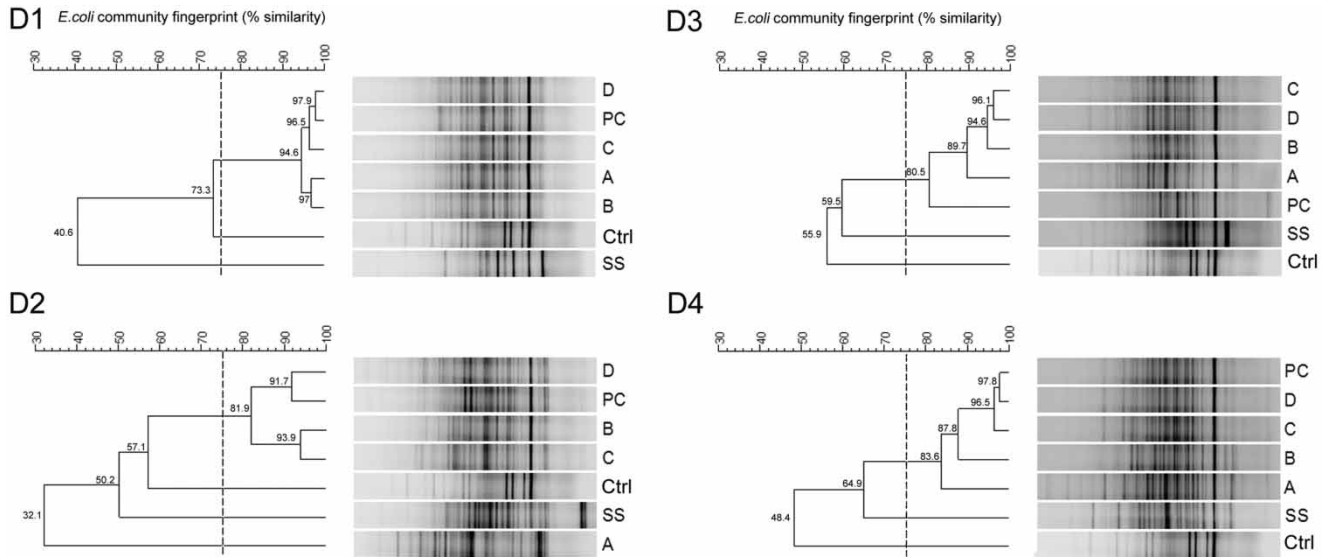 D1 E.coli community fingerprint (% similarity)
30 40 50 60 70 80 90 100
97.9
96.5
94.6
97
73.3
40.6
D
PC
C
A
B
Ctrl
SS
D3 E.coli community fingerprint (% similarity)
30 40 50 60 70 80 90 100
96.1
94.6
89.7
80.5
59.5
55.9
C
D
B
A
PC
SS
Ctrl
D2
30 40 50 60 70 80 90 100
91.7
81.9
93.9
57.1
50.2
32.1
D
PC
B
C
Ctrl
SS
A
D4
30 40 50 60 70 80 90 100
97.8
96.5
87.8
83.6
64.9
48.4
PC
D
C
B
A
SS
Ctrl